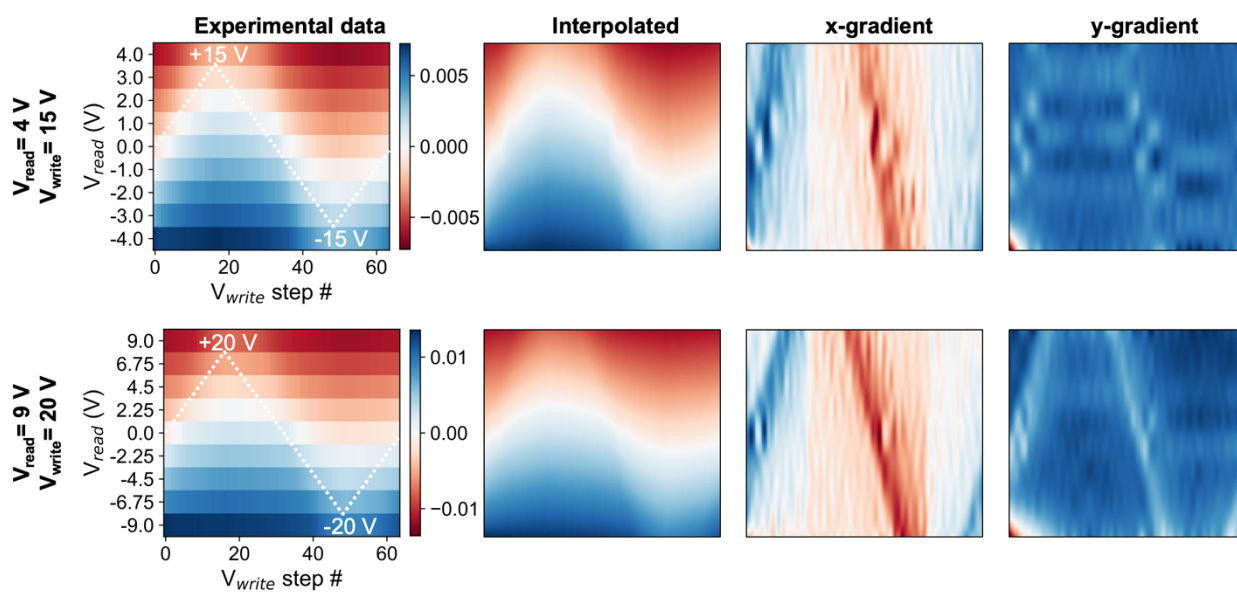 Experimental data
Interpolated
x-gradient
y-gradient
V_read= 4 V
V_write= 15 V
V_read (V)
4.0
3.0
2.0
1.0
0.0
-1.0
-2.0
-3.0
-4.0
+15 V
-15 V
0
20
40
60
V_write step #
0.005
0.000
−0.005
V_read= 9 V
V_write= 20 V
V_read (V)
9.0
6.75
4.5
2.25
0.0
-2.25
-4.5
-6.75
-9.0
+20 V
-20 V
0
20
40
60
V_write step #
0.01
0.00
−0.01